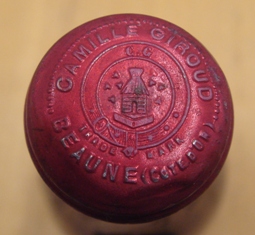 CAMILLE GIROUD
C.G.
TRADE MARK
BEAUNE (COTE D'OR)